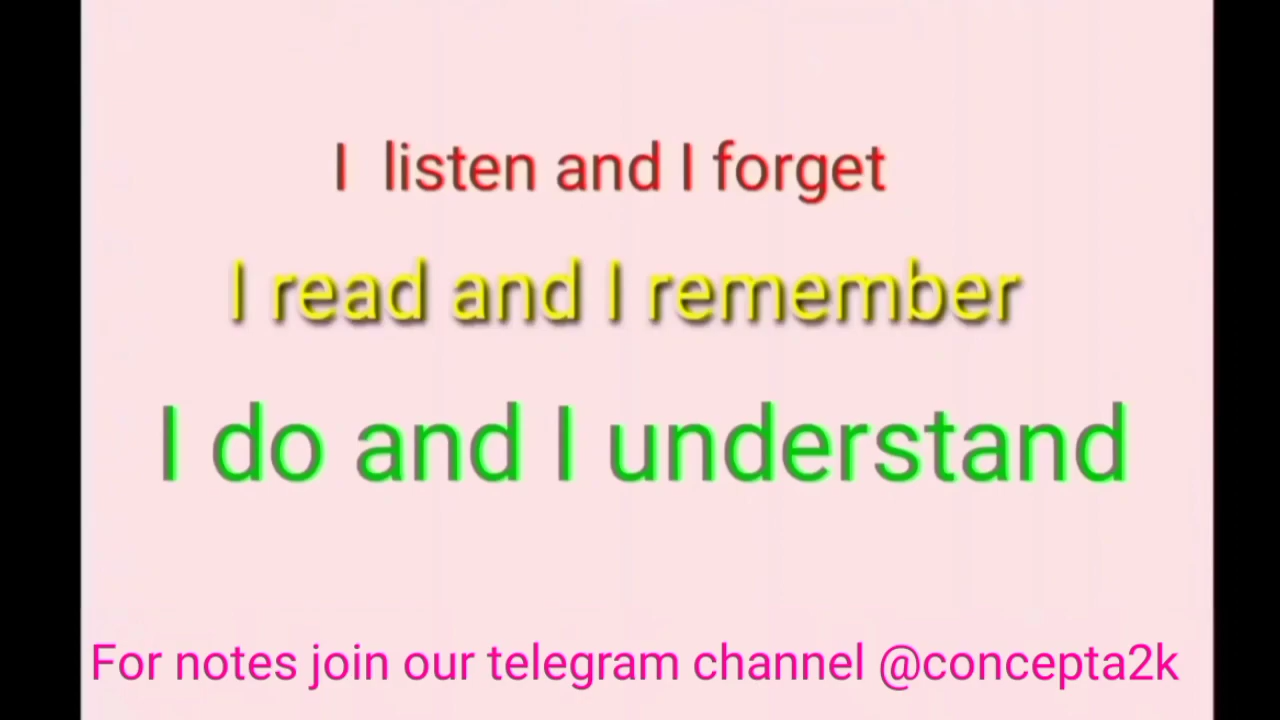 I listen and I forget
I read and I remember
I do and I understand
For notes join our telegram channel @concepta2k